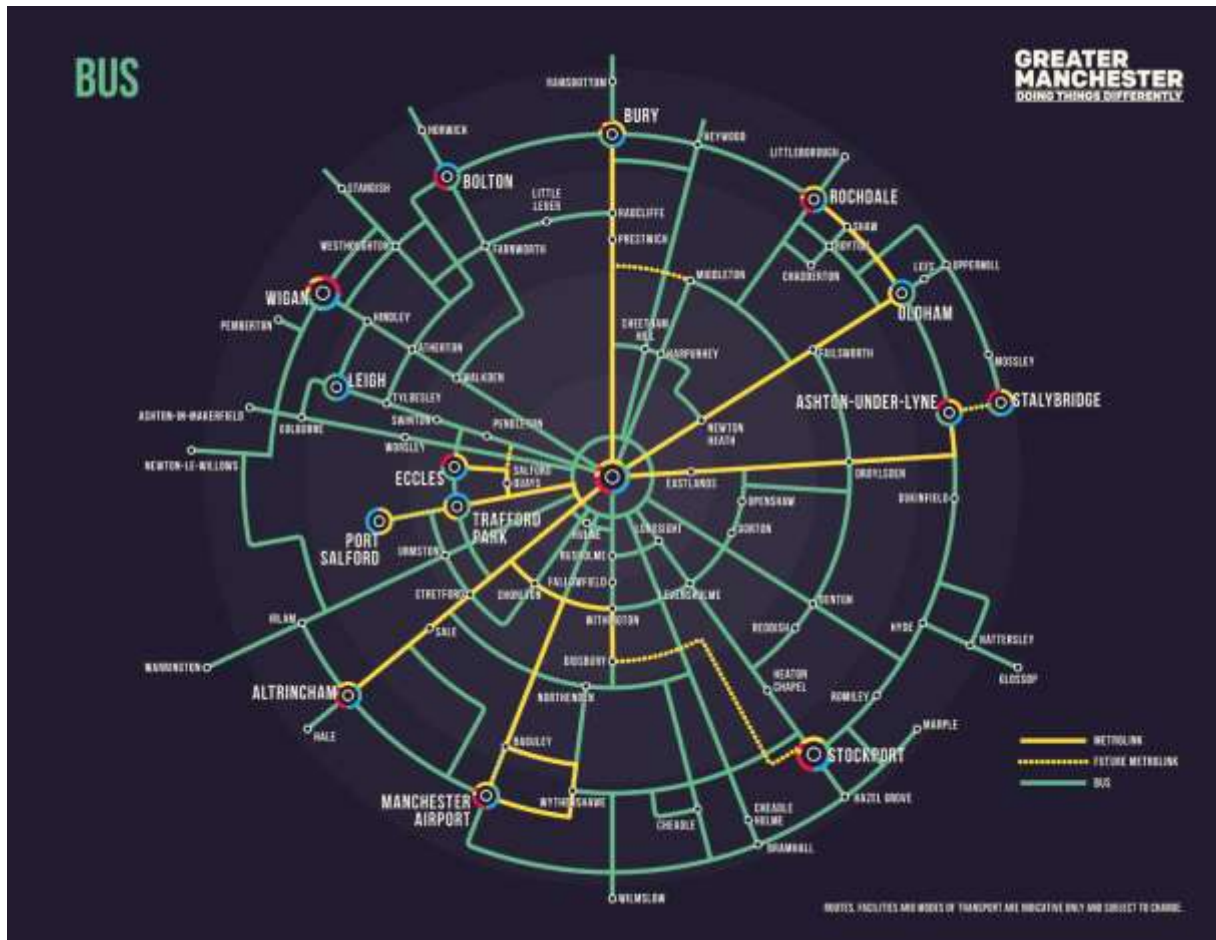 BUS
GREATER
MANCHESTER
DOING THINGS DIFFERENTLY
RAMSBOTTOM
BURY
HEYWOOD
HORWICH
LITTLEBOROUGH
BOLTON
ROCHDALE
STANDISH
LITTLE
LEVER
RADCLIFFE
SHAW
WESTHOUGHTON
FARNWORTH
PRESTWICH
ROYTON
CHADDERTON
LEES
UPPERMILL
MIDDLETON
WIGAN
OLDHAM
PEMBERTON
HINDLEY
CHEETHAM
HILL
HARPURHEY
ATHERTON
FAILSWORTH
MOSSLEY
LEIGH
WALKDEN
TYLDESLEY
ASHTON-UNDER-LYNE
STALYBRIDGE
ASHTON-IN-MAKERFIELD
GOLBORNE
SWINTON
PENDLETON
NEWTON
HEATH
WORSLEY
NEWTON-LE-WILLOWS
ECCLES
SALFORD
QUAYS
EASTLANDS
DROYLSDEN
DUKINFIELD
OPENSHAW
TRAFFORD
PARK
PORT
SALFORD
HULME
LONGSIGHT
GORTON
URMSTON
RUSHOLME
STRETFORD
CHORLTON
FALLOWFIELD
LEVENSHULME
DENTON
IRLAM
SALE
WITHINGTON
REDDISH
HYDE
HATTERSLEY
WARRINGTON
DIDSBURY
GLOSSOP
ALTRINCHAM
NORTHENDEN
HEATON
CHAPEL
ROMILEY
HALE
BAGULEY
MARPLE
STOCKPORT
METROLINK
FUTURE METROLINK
BUS
MANCHESTER
AIRPORT
WYTHENSHAWE
HAZEL GROVE
CHEADLE
CHEADLE
HULME
BRAMHALL
WILMSLOW
ROUTES, FACILITIES AND MODES OF TRANSPORT ARE INDICATIVE ONLY AND SUBJECT TO CHANGE.